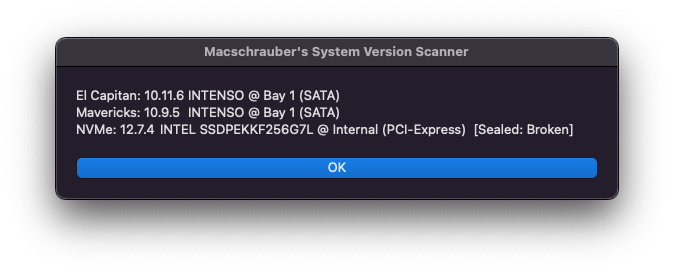 Macschrauber's System Version Scanner
El Capitan: 10.11.6 INTENSO @ Bay 1 (SATA)
Mavericks: 10.9.5  INTENSO @ Bay 1 (SATA)
NVMe: 12.7.4 INTEL SSDPEKKF256G7L @ Internal (PCI-Express)  [Sealed: Broken]
OK